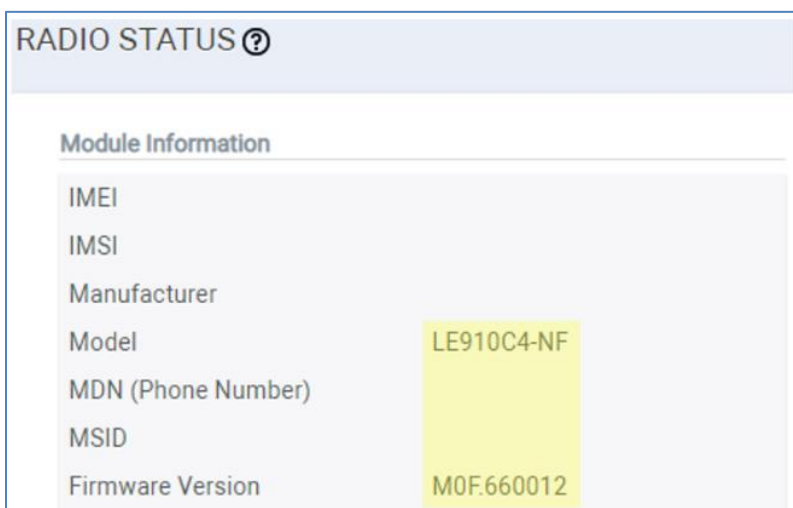 RADIO STATUS ?
Module Information
IMEI
IMSI
Manufacturer
Model LE910C4-NF
MDN (Phone Number)
MSID
Firmware Version M0F.660012